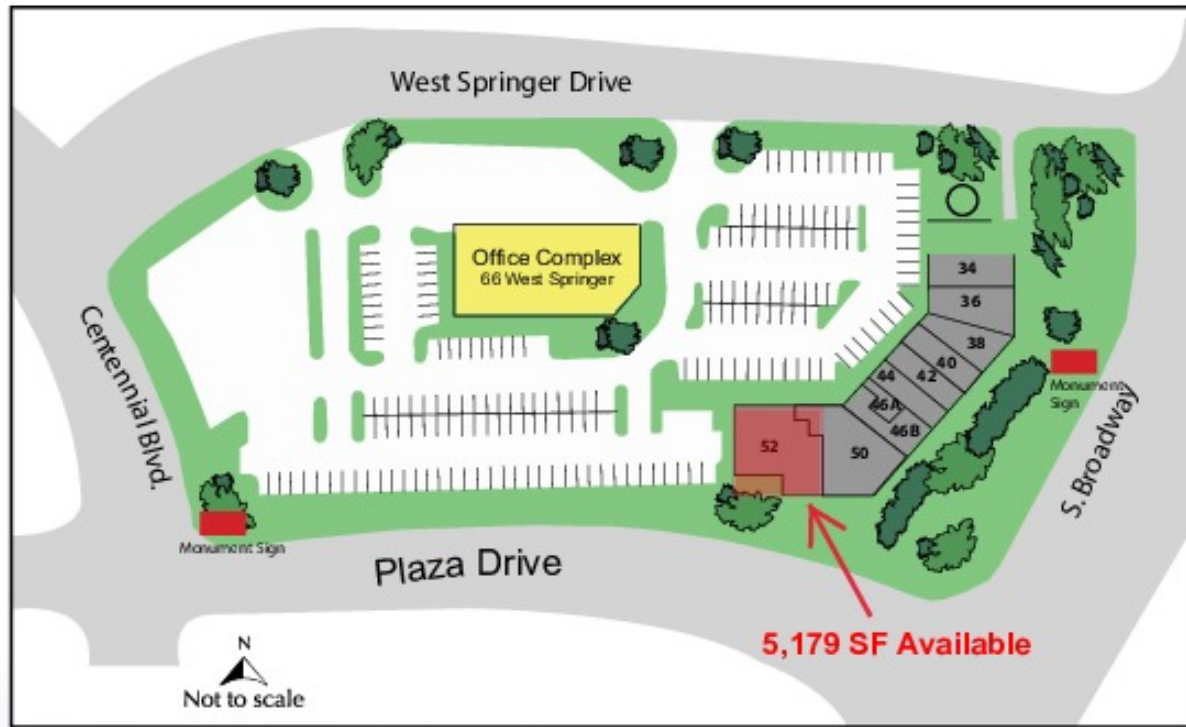 West Springer Drive
Office Complex
66 West Springer
34
36
38
40
42
44
46A
46B
50
52
Monument
Sign
Centennial Blvd.
S. Broadway
Monument Sign
Plaza Drive
5,179 SF Available
N
Not to scale